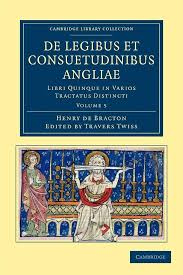 CAMBRIDGE LIBRARY COLLECTION
DE LEGIBUS ET
CONSUETUDINIBUS
ANGLIAE
LIBRI QUINQUE IN VARIOS
TRACTATUS DISTINCTI
VOLUME 5
HENRY DE BRACTON
EDITED BY TRAVERS TWISS
CAMBRIDGE